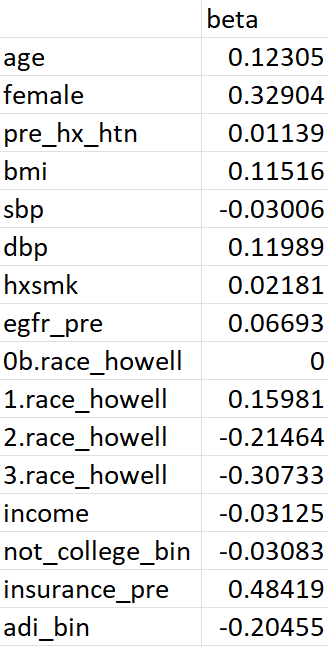 beta
age 0.12305
female 0.32904
pre_hx_htn 0.01139
bmi 0.11516
sbp -0.03006
dbp 0.11989
hxsmk 0.02181
egfr_pre 0.06693
0b.race_howell 0
1.race_howell 0.15981
2.race_howell -0.21464
3.race_howell -0.30733
income -0.03125
not_college_bin -0.03083
insurance_pre 0.48419
adi_bin -0.20455